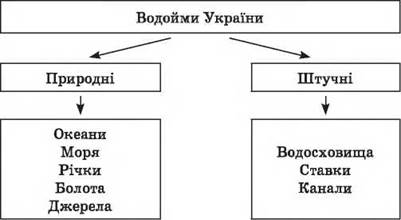 Водойми України
Природні
Штучні
Океани
Моря
Річки
Болота
Джерела
Водосховища
Ставки
Канали